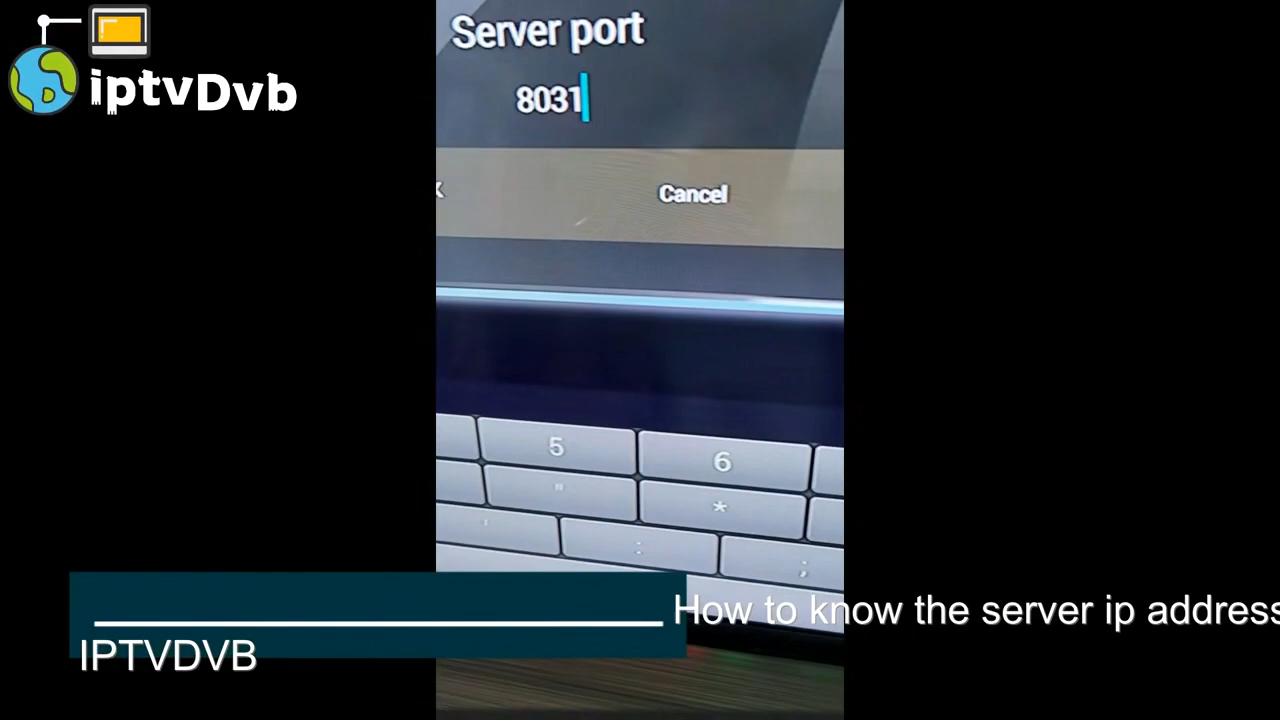 iptvDvb
Server port
8031
Cancel
5
6
"
*
'
:
;
How to know the server ip address
IPTVDVB